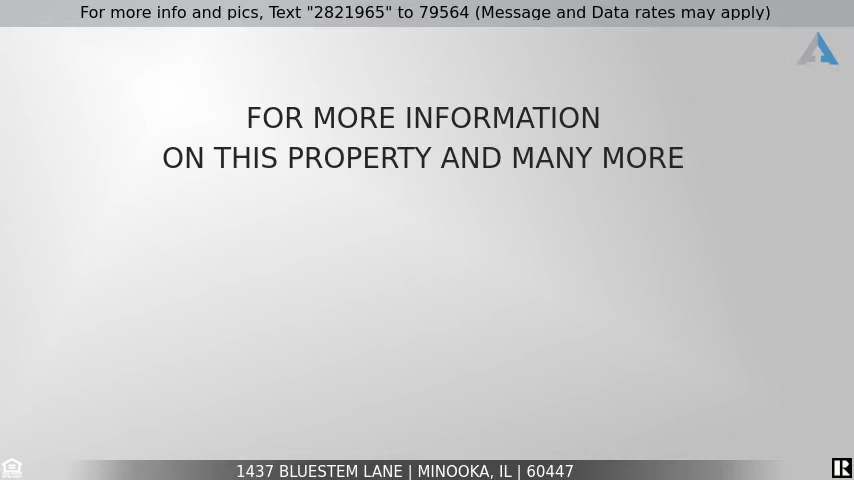 For more info and pics, Text "2821965" to 79564 (Message and Data rates may apply)
FOR MORE INFORMATION
ON THIS PROPERTY AND MANY MORE
1437 BLUESTEM LANE | MINOOKA, IL | 60447